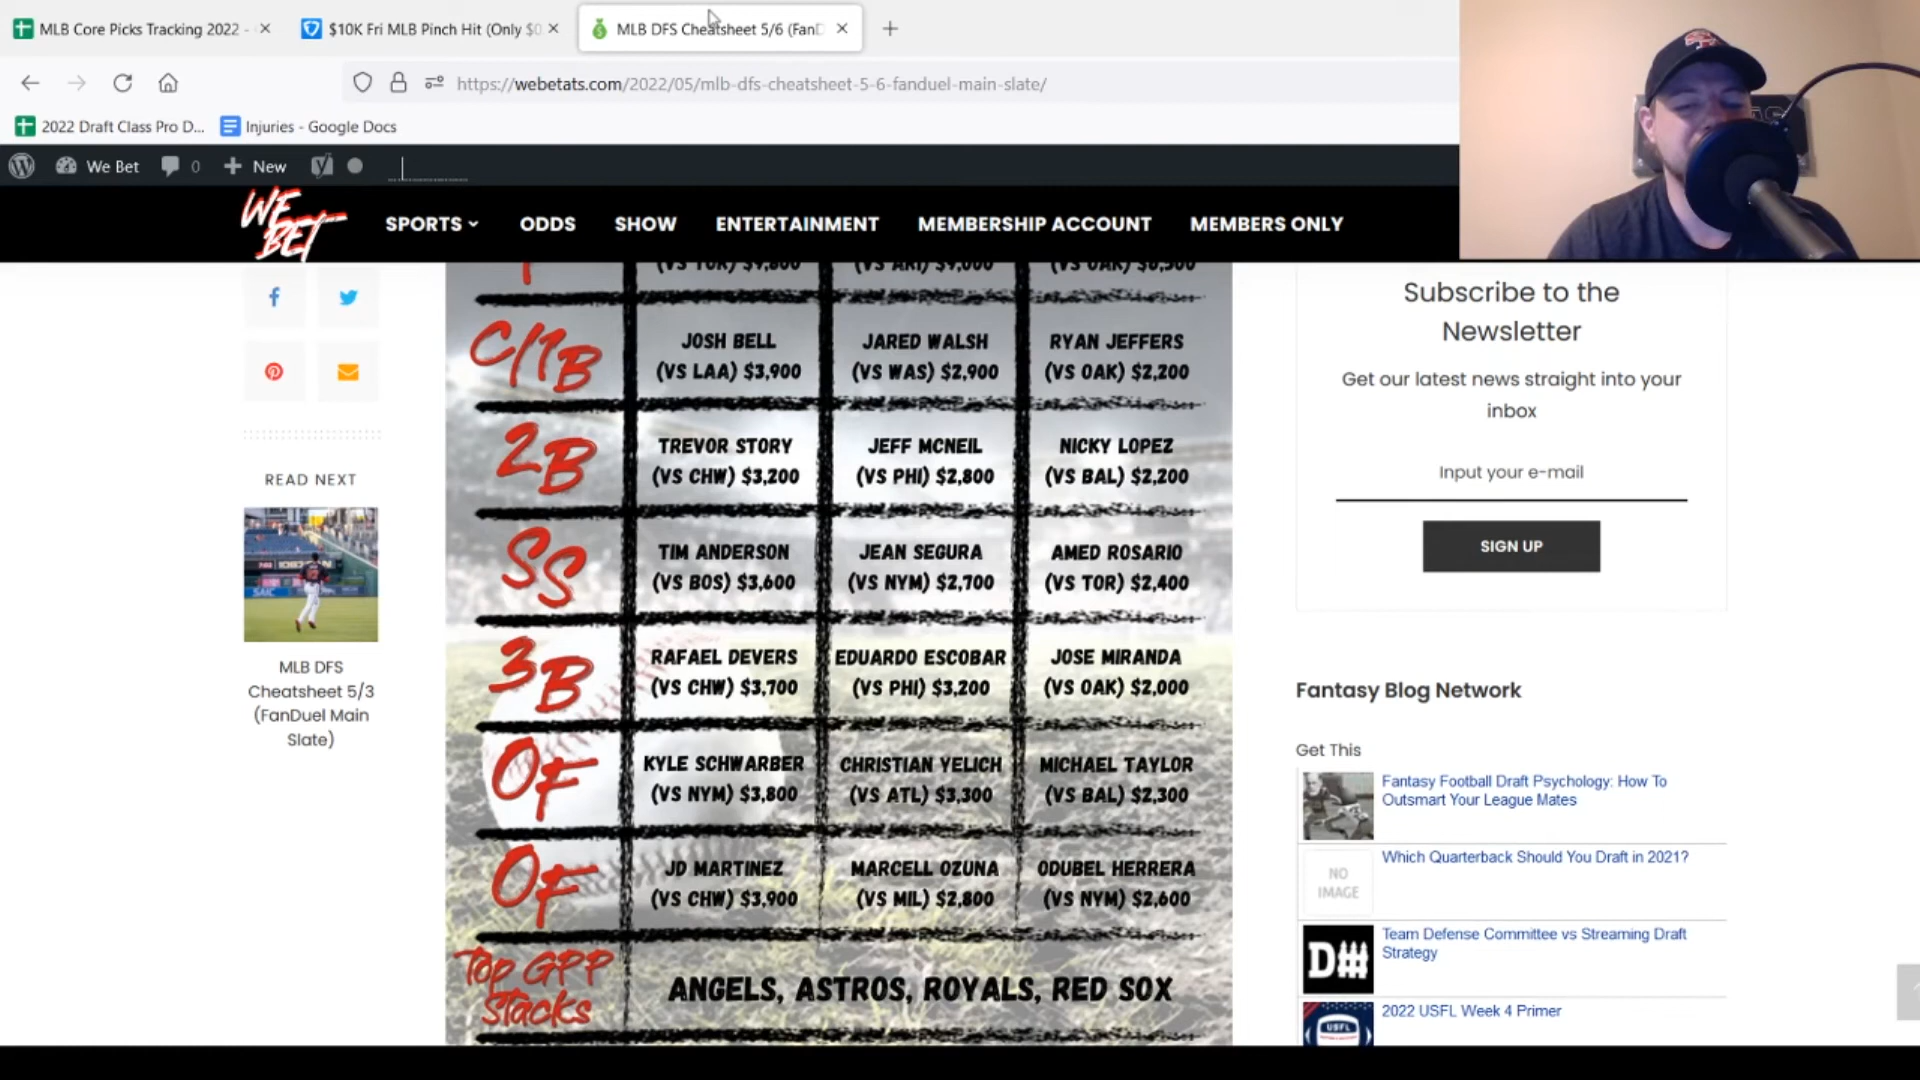 MLB Core Picks Tracking 2022 -
$10K Fri MLB Pinch Hit (Only $0
MLB DFS Cheatsheet 5/6 (FanD
https://webetats.com/2022/05/mlb-dfs-cheatsheet-5-6-fanduel-main-slate/
2022 Draft Class Pro D...
Injuries - Google Docs
We Bet
0
New
WE BET
SPORTS
ODDS
SHOW
ENTERTAINMENT
MEMBERSHIP ACCOUNT
MEMBERS ONLY
(VS TOR) $9,800
(VS ARI) $9,000
C/1B
JOSH BELL
(VS LAA) $3,900
JARED WALSH
(VS WAS) $2,900
RYAN JEFFERS
(VS OAK) $2,200
2B
TREVOR STORY
(VS CHW) $3,200
JEFF MCNEIL
(VS PHI) $2,800
NICKY LOPEZ
(VS BAL) $2,200
SS
TIM ANDERSON
(VS BOS) $3,600
JEAN SEGURA
(VS NYM) $2,700
AMED ROSARIO
(VS TOR) $2,400
3B
RAFAEL DEVERS
(VS CHW) $3,700
EDUARDO ESCOBAR
(VS PHI) $3,200
JOSE MIRANDA
(VS OAK) $2,000
OF
KYLE SCHWARBER
(VS NYM) $3,800
CHRISTIAN YELICH
(VS ATL) $3,300
MICHAEL TAYLOR
(VS BAL) $2,300
OF
JD MARTINEZ
(VS CHW) $3,900
MARCELL OZUNA
(VS MIL) $2,800
ODUBEL HERRERA
(VS NYM) $2,600
Top GPP
Stacks
ANGELS, ASTROS, ROYALS, RED SOX
READ NEXT
MLB DFS
Cheatsheet 5/3
(FanDuel Main
Slate)
Subscribe to the
Newsletter
Get our latest news straight into your
inbox
Input your e-mail
SIGN UP
Fantasy Blog Network
Get This
Fantasy Football Draft Psychology: How To
Outsmart Your League Mates
NO
IMAGE
Which Quarterback Should You Draft in 2021?
Team Defense Committee vs Streaming Draft
Strategy
USFL
2022 USFL Week 4 Primer